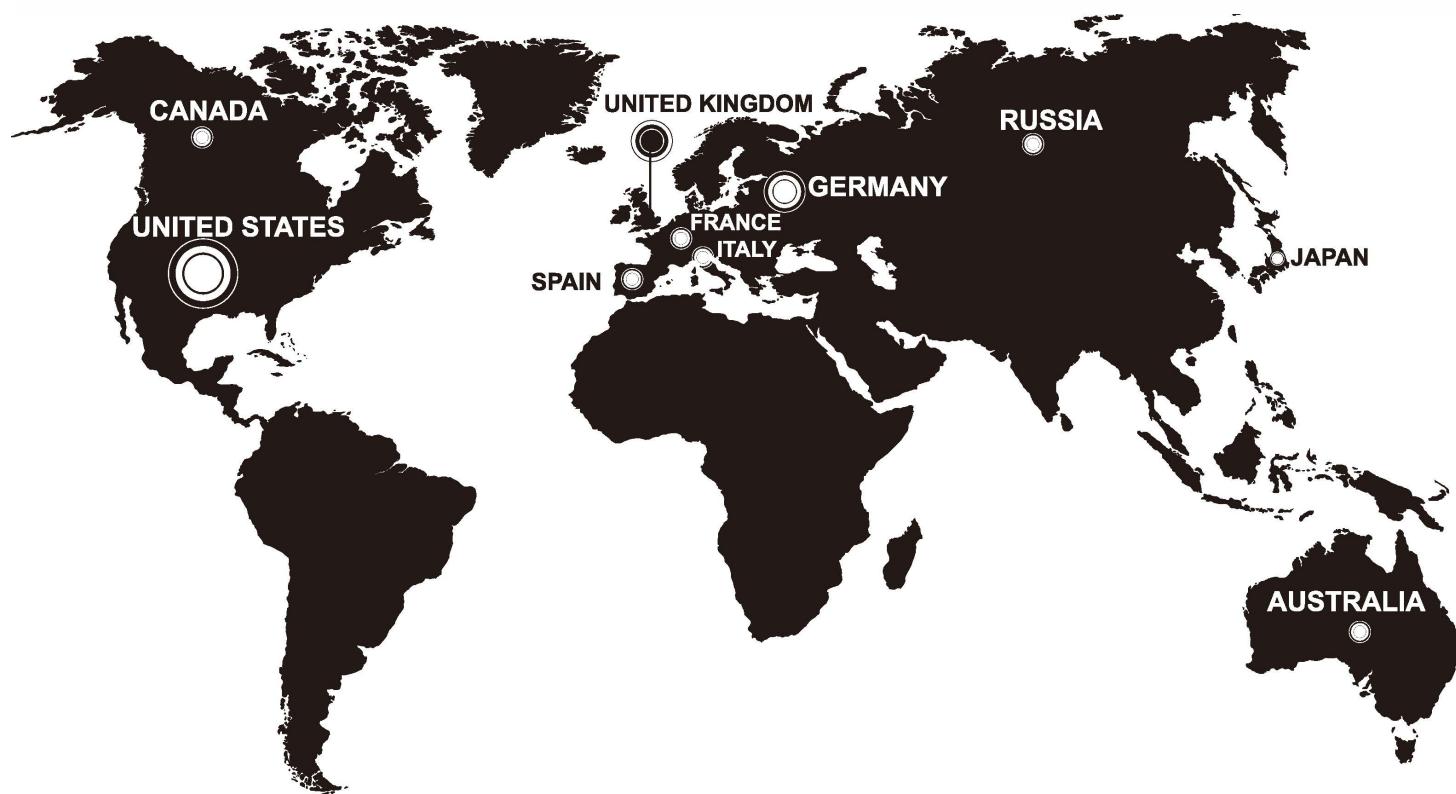 CANADA
UNITED KINGDOM
RUSSIA
GERMANY
UNITED STATES
FRANCE
ITALY
JAPAN
SPAIN
AUSTRALIA